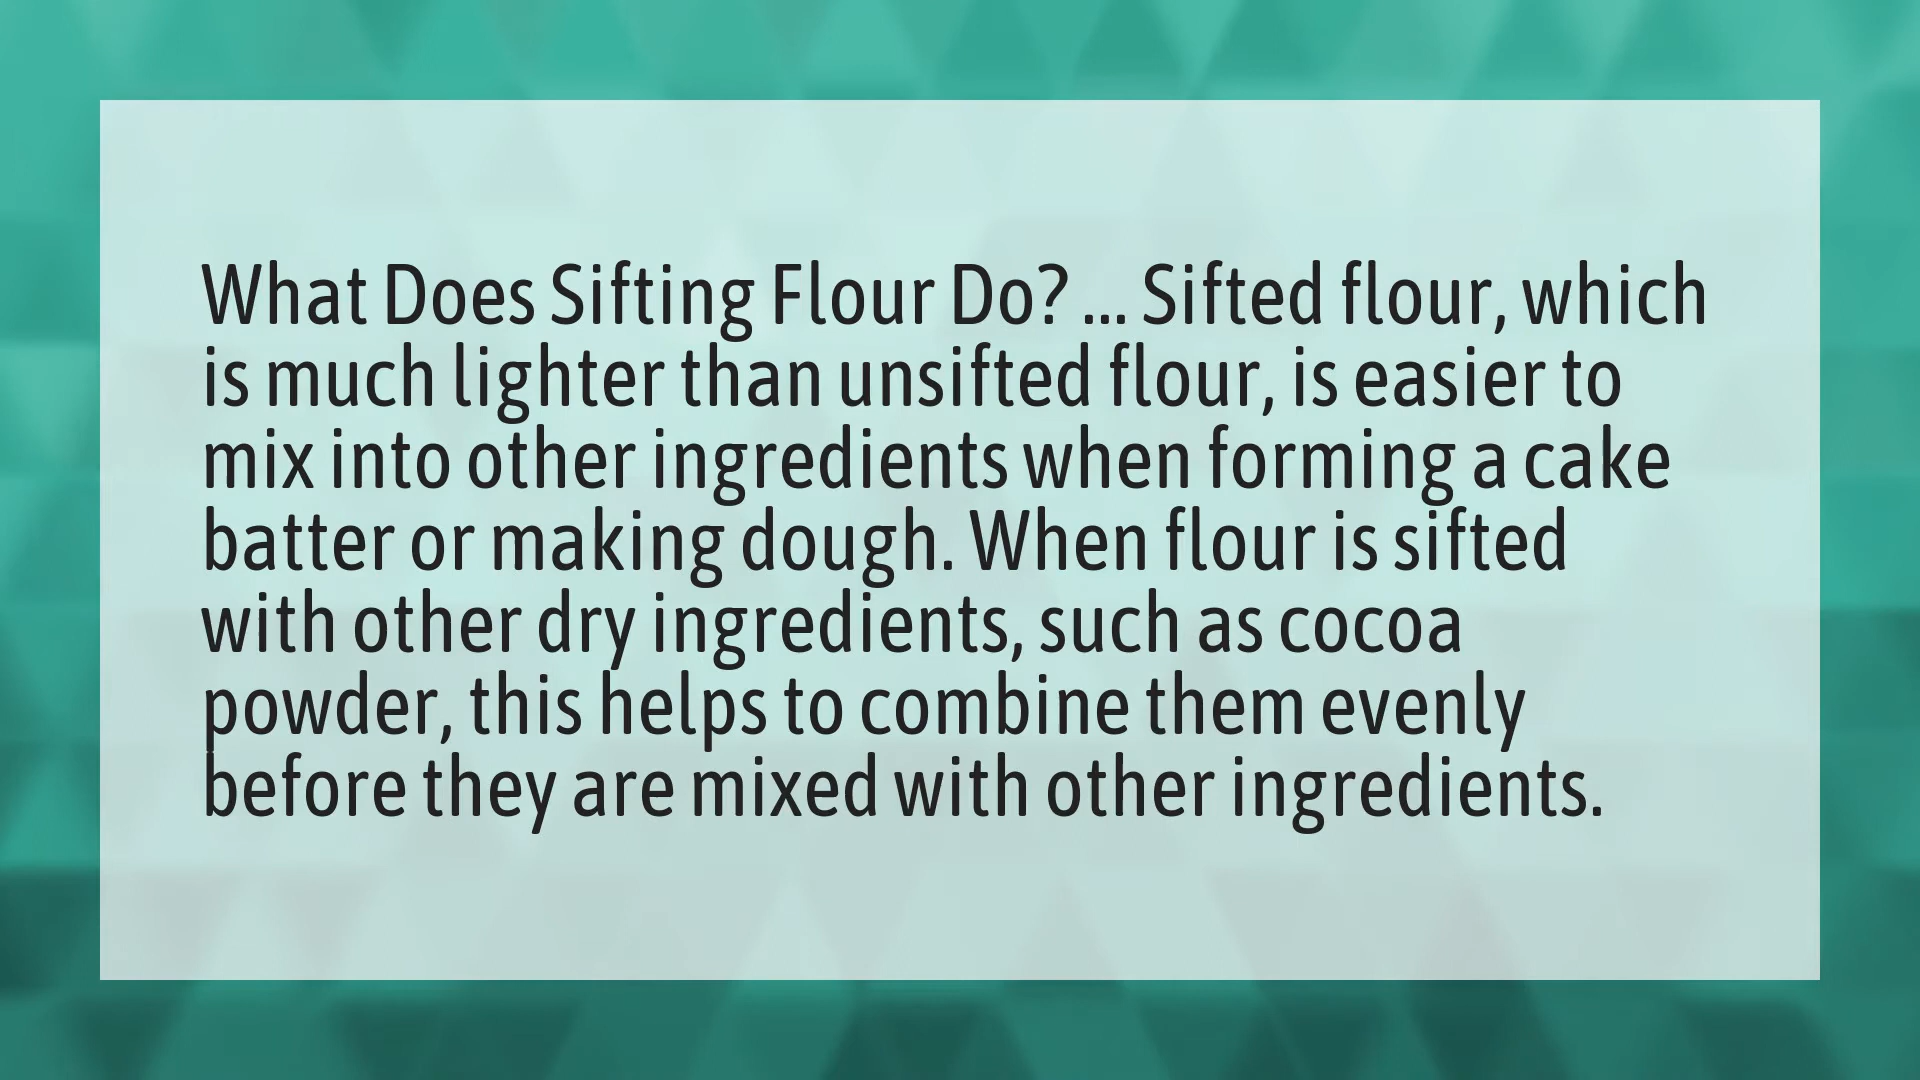 What Does Sifting Flour Do? ... Sifted flour, which
is much lighter than unsifted flour, is easier to
mix into other ingredients when forming a cake
batter or making dough. When flour is sifted
with other dry ingredients, such as cocoa
powder, this helps to combine them evenly
before they are mixed with other ingredients.